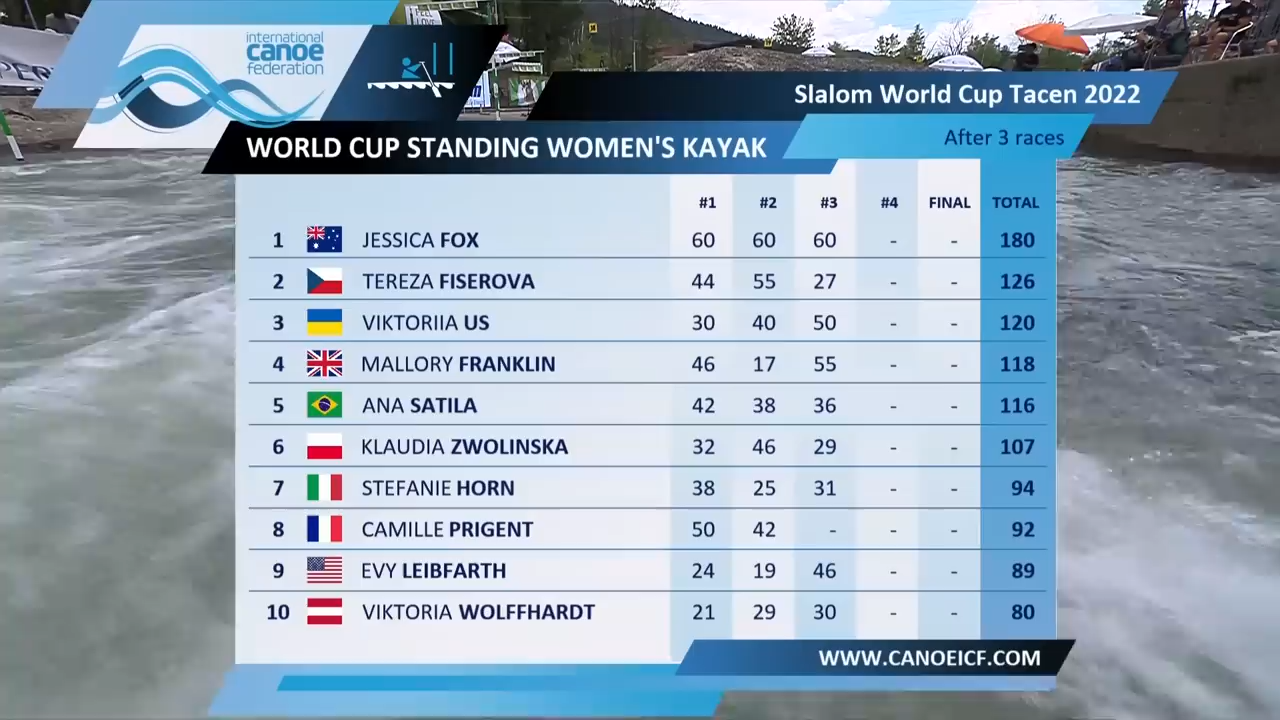 international
canoe
federation
Slalom World Cup Tacen 2022
WORLD CUP STANDING WOMEN'S KAYAK
After 3 races
#1 #2 #3 #4 FINAL TOTAL
1 JESSICA FOX 60 60 60 - - 180
2 TEREZA FISEROVA 44 55 27 - - 126
3 VIKTORIIA US 30 40 50 - - 120
4 MALLORY FRANKLIN 46 17 55 - - 118
5 ANA SATILA 42 38 36 - - 116
6 KLAUDIA ZWOLINSKA 32 46 29 - - 107
7 STEFANIE HORN 38 25 31 - - 94
8 CAMILLE PRIGENT 50 42 - - - 92
9 EVY LEIBFARTH 24 19 46 - - 89
10 VIKTORIA WOLFFHARDT 21 29 30 - - 80
WWW.CANOEICF.COM